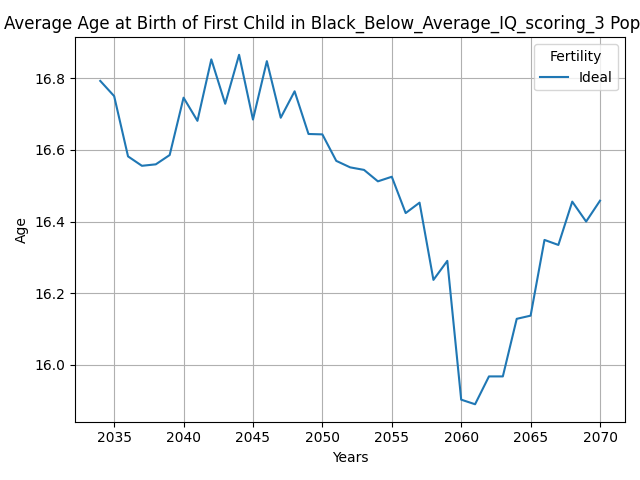 Average Age at Birth of First Child in Black_Below_Average_IQ_scoring_3 Pop
Fertility
Ideal
16.8
16.6
16.4
16.2
16.0
Age
2035 2040 2045 2050 2055 2060 2065 2070
Years